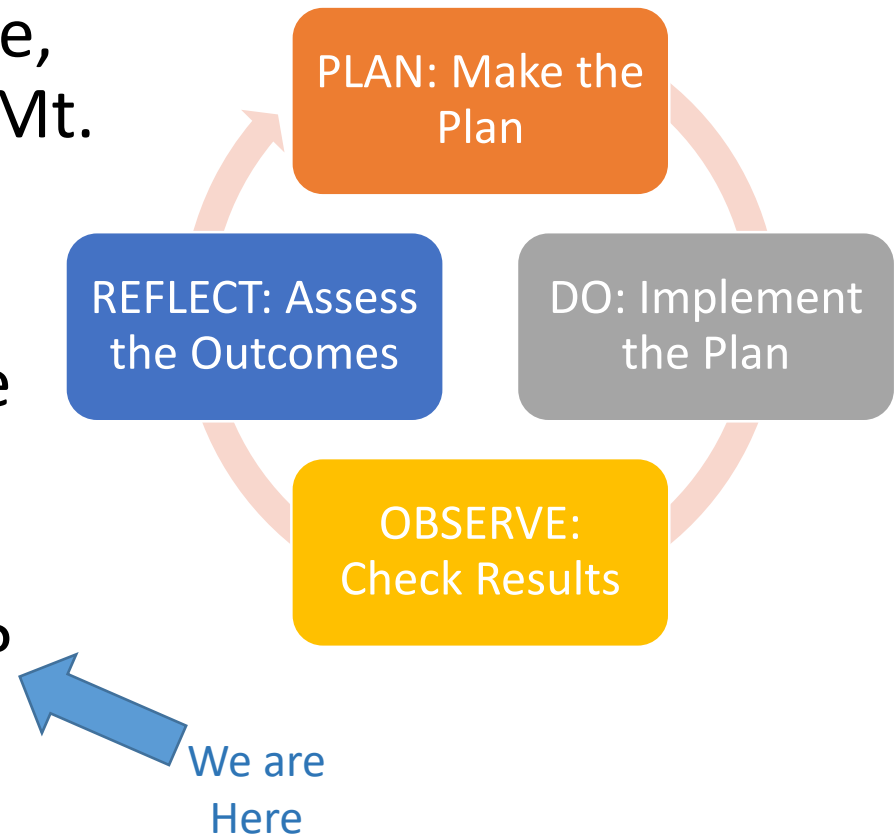 e,
Mt.
PLAN: Make the
Plan
REFLECT: Assess
the Outcomes
DO: Implement
the Plan
e
OBSERVE:
Check Results
We are
Here